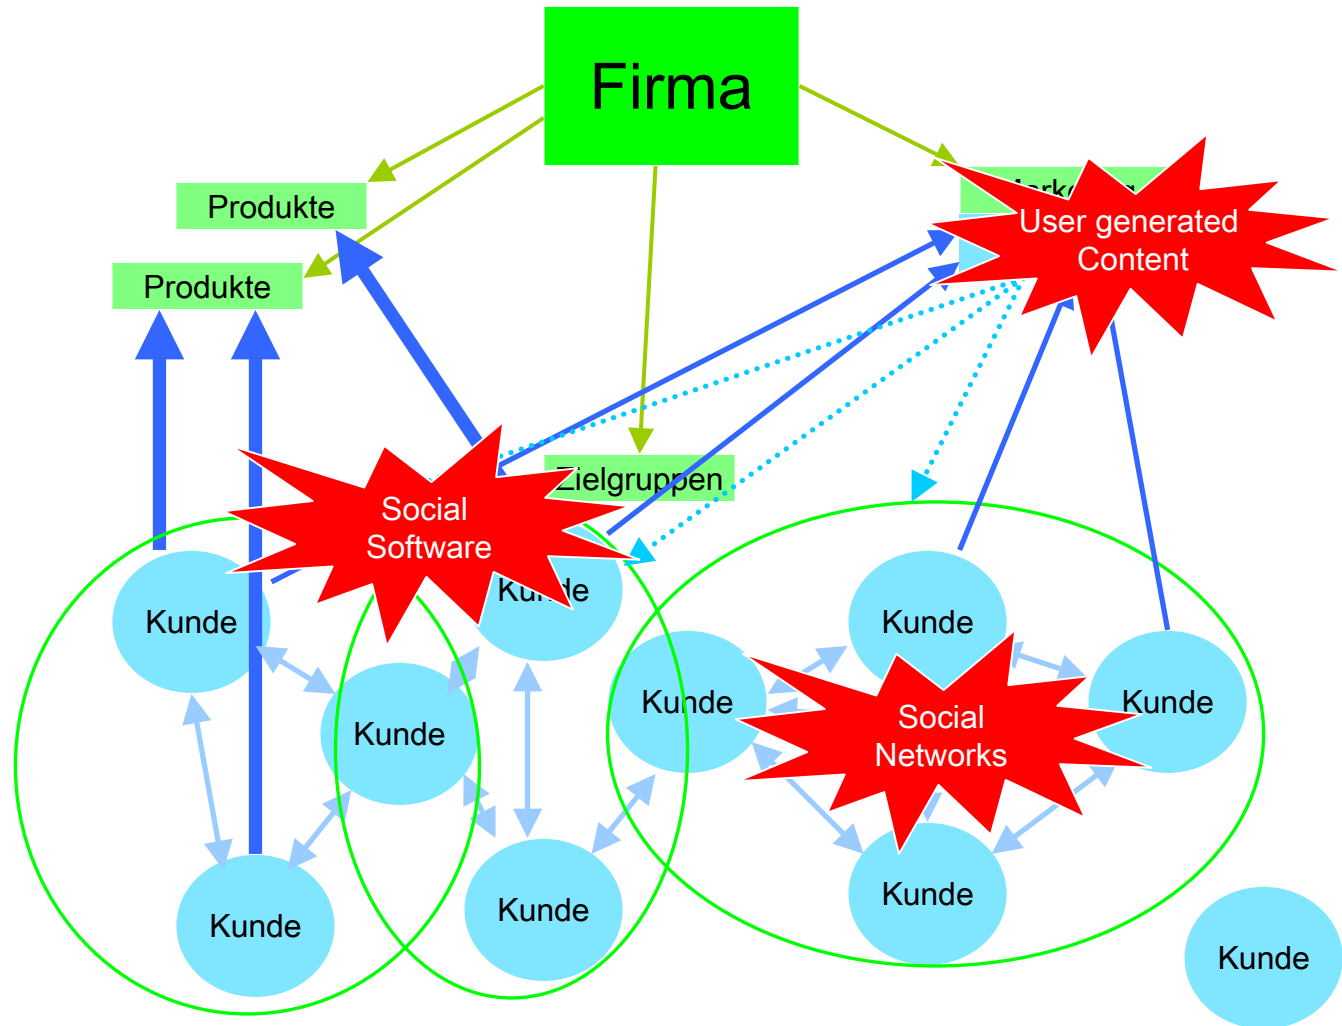 Firma
Produkte
User generated
Content
Produkte
Zielgruppen
Social
Software
Kunde
Kunde
Kunde
Kunde
Kunde
Kunde
Social
Networks
Kunde
Kunde
Kunde
Kunde